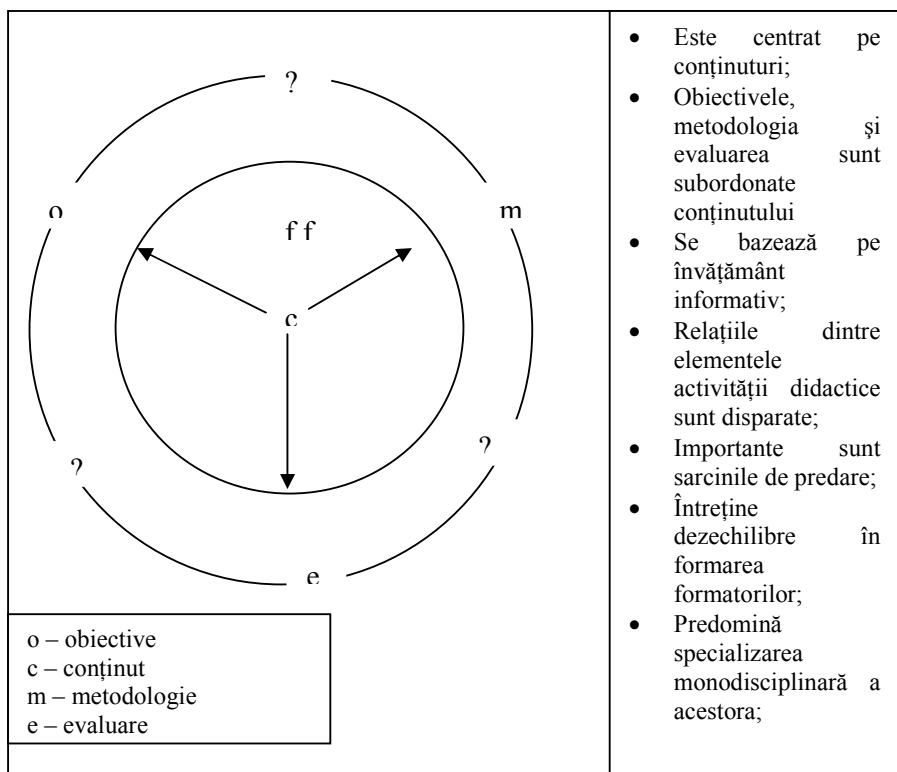 ?
o
m
f f
c
?
?
e
o – obiective
c – conținut
m – metodologie
e – evaluare
• Este centrat pe
conținuturi;
• Obiectivele,
metodologia şi
evaluarea sunt
subordonate
conținutului
• Se bazează pe
învățământ
informativ;
• Relațiile dintre
elementele
activității didactice
sunt disparate;
• Importante sunt
sarcinile de predare;
• Întreține
dezechilibre în
formarea
formatorilor;
• Predomină
specializarea
monodisciplinară a
acestora;